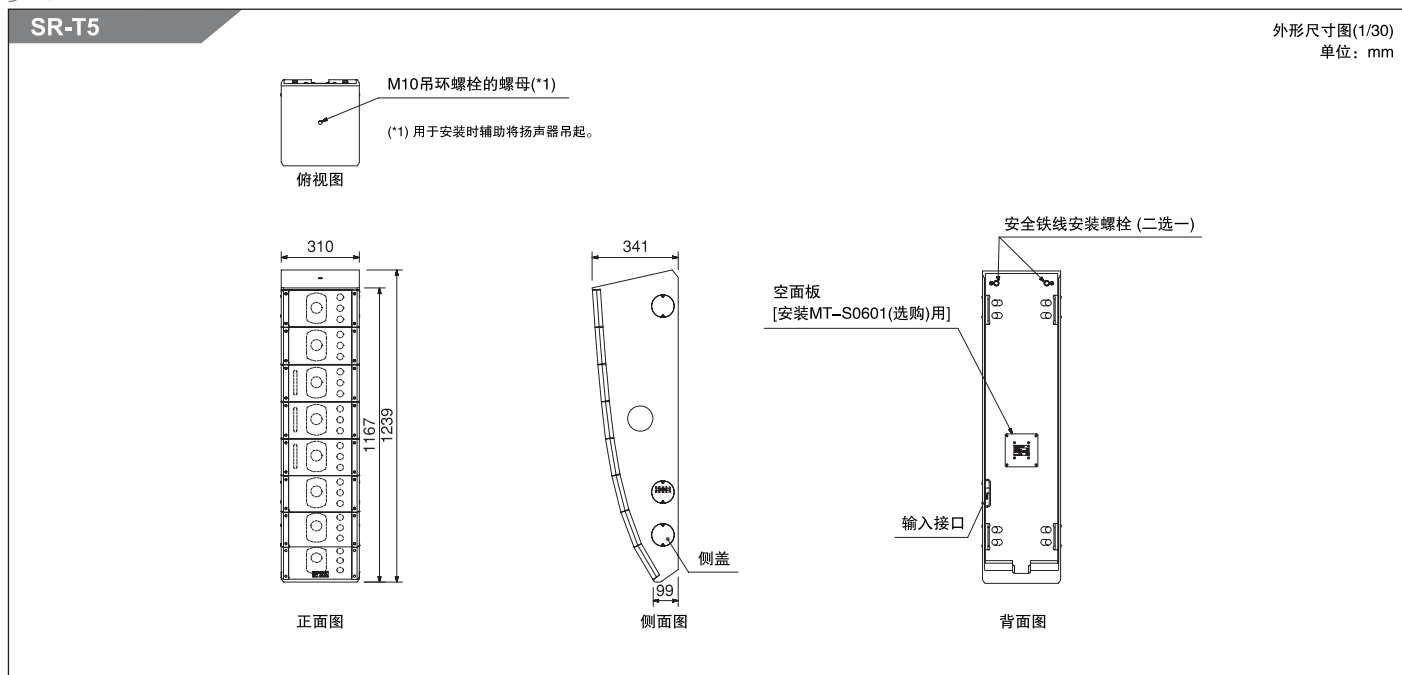 SR-T5
外形尺寸图(1/30)
单位：mm
M10吊环螺栓的螺母(*1)
(*1) 用于安装时辅助将扬声器吊起。
俯视图
310
1167
1239
正面图
341
侧盖
99
侧面图
安全铁线安装螺栓 (二选一)
空面板
[安装MT–S0601(选购)用]
输入接口
背面图